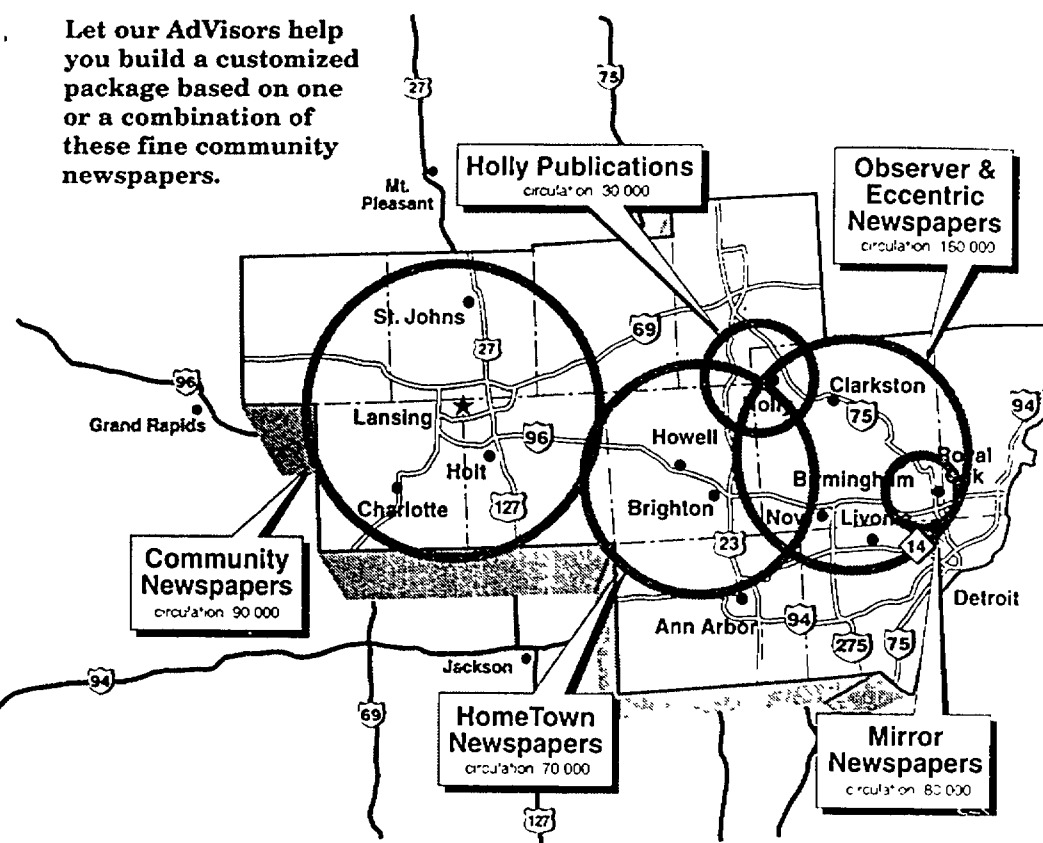 Let our AdVisors help
you build a customized
package based on one
or a combination of
these fine community
newspapers.
27
75
Mt.
Pleasant
Holly Publications
circulation 30 000
Observer &
Eccentric
Newspapers
circulation
St. Johns
69
27
96
Grand Rapids
Lansing
Holly
Clarkston
75
94
96
Howell
Holt
Royal
Oak
Birmingham
Charlotte
127
Brighton
Novi
Livonia
23
14
Community
Newspapers
circulation 90 000
Detroit
Ann Arbor
94
275
75
Jackson
94
69
HomeTown
Newspapers
circulation 70 000
Mirror
Newspapers
circulation
127